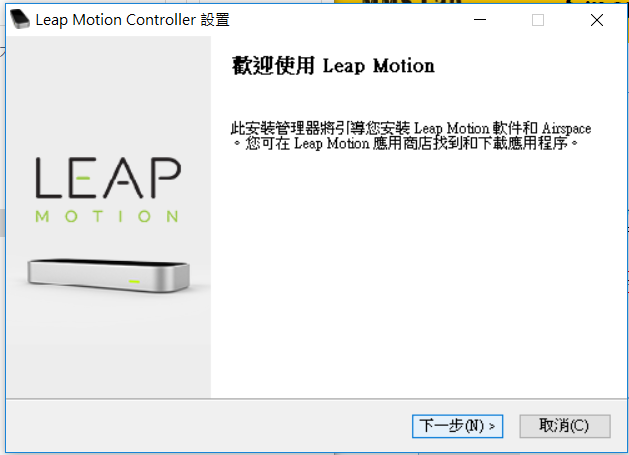 Leap Motion Controller 設置
歡迎使用 Leap Motion
此安裝管理器將引導您安裝 Leap Motion 軟件和 Airspace
。您可在 Leap Motion 應用商店找到和下載應用程序。
LEAP
MOTION
下一步(N) >
取消(C)